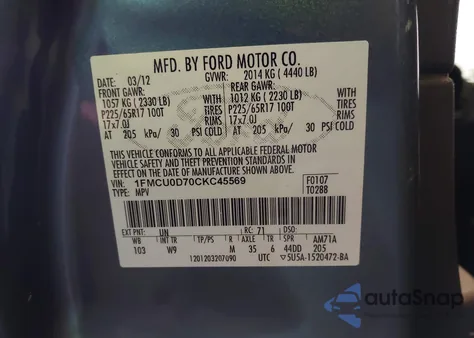 MFD. BY FORD MOTOR CO.
DATE: 03/12 GVWR: 2014 KG (4440 LB)
FRONT GAWR: REAR GAWR:
1057 KG (2330 LB) 1012 KG (2230 LB)
P225/65R17 100T WITH TIRES P225/65R17 100T WITH TIRES
17x7.0J RIMS 17x7.0J RIMS
AT 205 kPa/ 30 PSI COLD AT 205 kPa/ 30 PSI COLD
THIS VEHICLE CONFORMS TO ALL APPLICABLE FEDERAL MOTOR
VEHICLE SAFETY AND THEFT PREVENTION STANDARDS IN
EFFECT ON THE DATE OF MANUFACTURE SHOWN ABOVE.
VIN: 1FMCU0D70CKC45569 F0107
TYPE: MPV T0288
EXT PNT: UN RC: 71 DSO:
WB INT TR TP/PS R AXLE TR SPR AM71A
103 W9 M 35 6 44DD 205
1201203207090 UTC ▽5U5A-1520472-BA
autoSnap